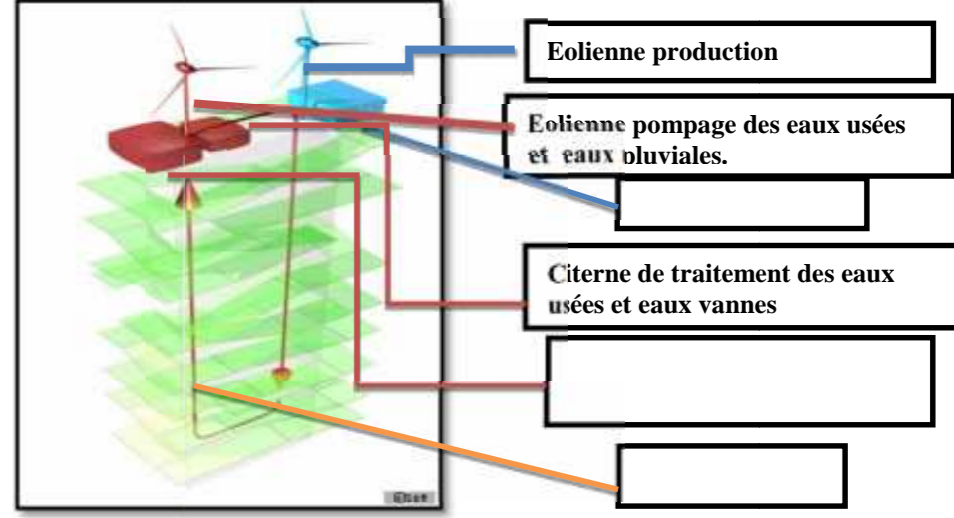 Eolienne production
Eolienne pompage des eaux usées
et eaux pluviales.
Citerne de traitement des eaux
usées et eaux vannes